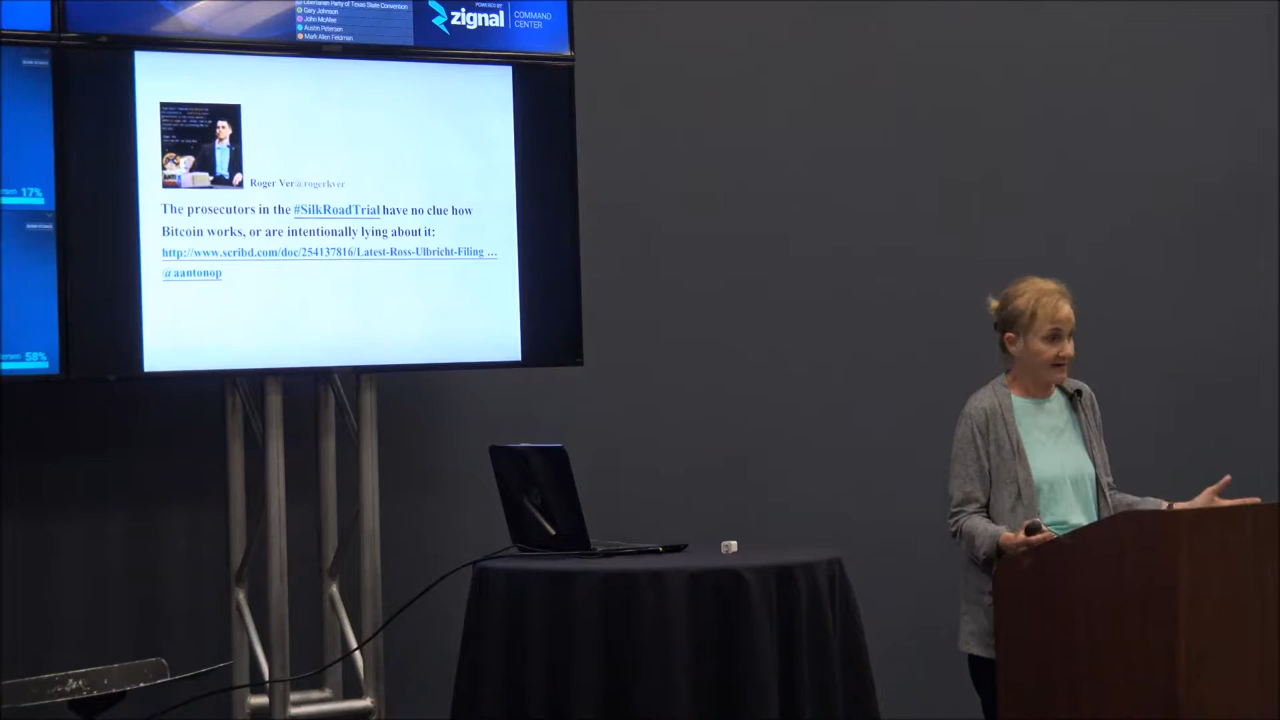 Libertarian Party of Texas State Convention
Gary Johnson
John McAfee
Austin Petersen
Mark Allen Feldman
POWERED BY
zignal
COMMAND
CENTER
17%
58%
Roger Ver@rogerkver
The prosecutors in the #SilkRoadTrial have no clue how
Bitcoin works, or are intentionally lying about it:
http://www.scribd.com/doc/254137816/Latest-Ross-Ulbricht-Filing …
@aantonop